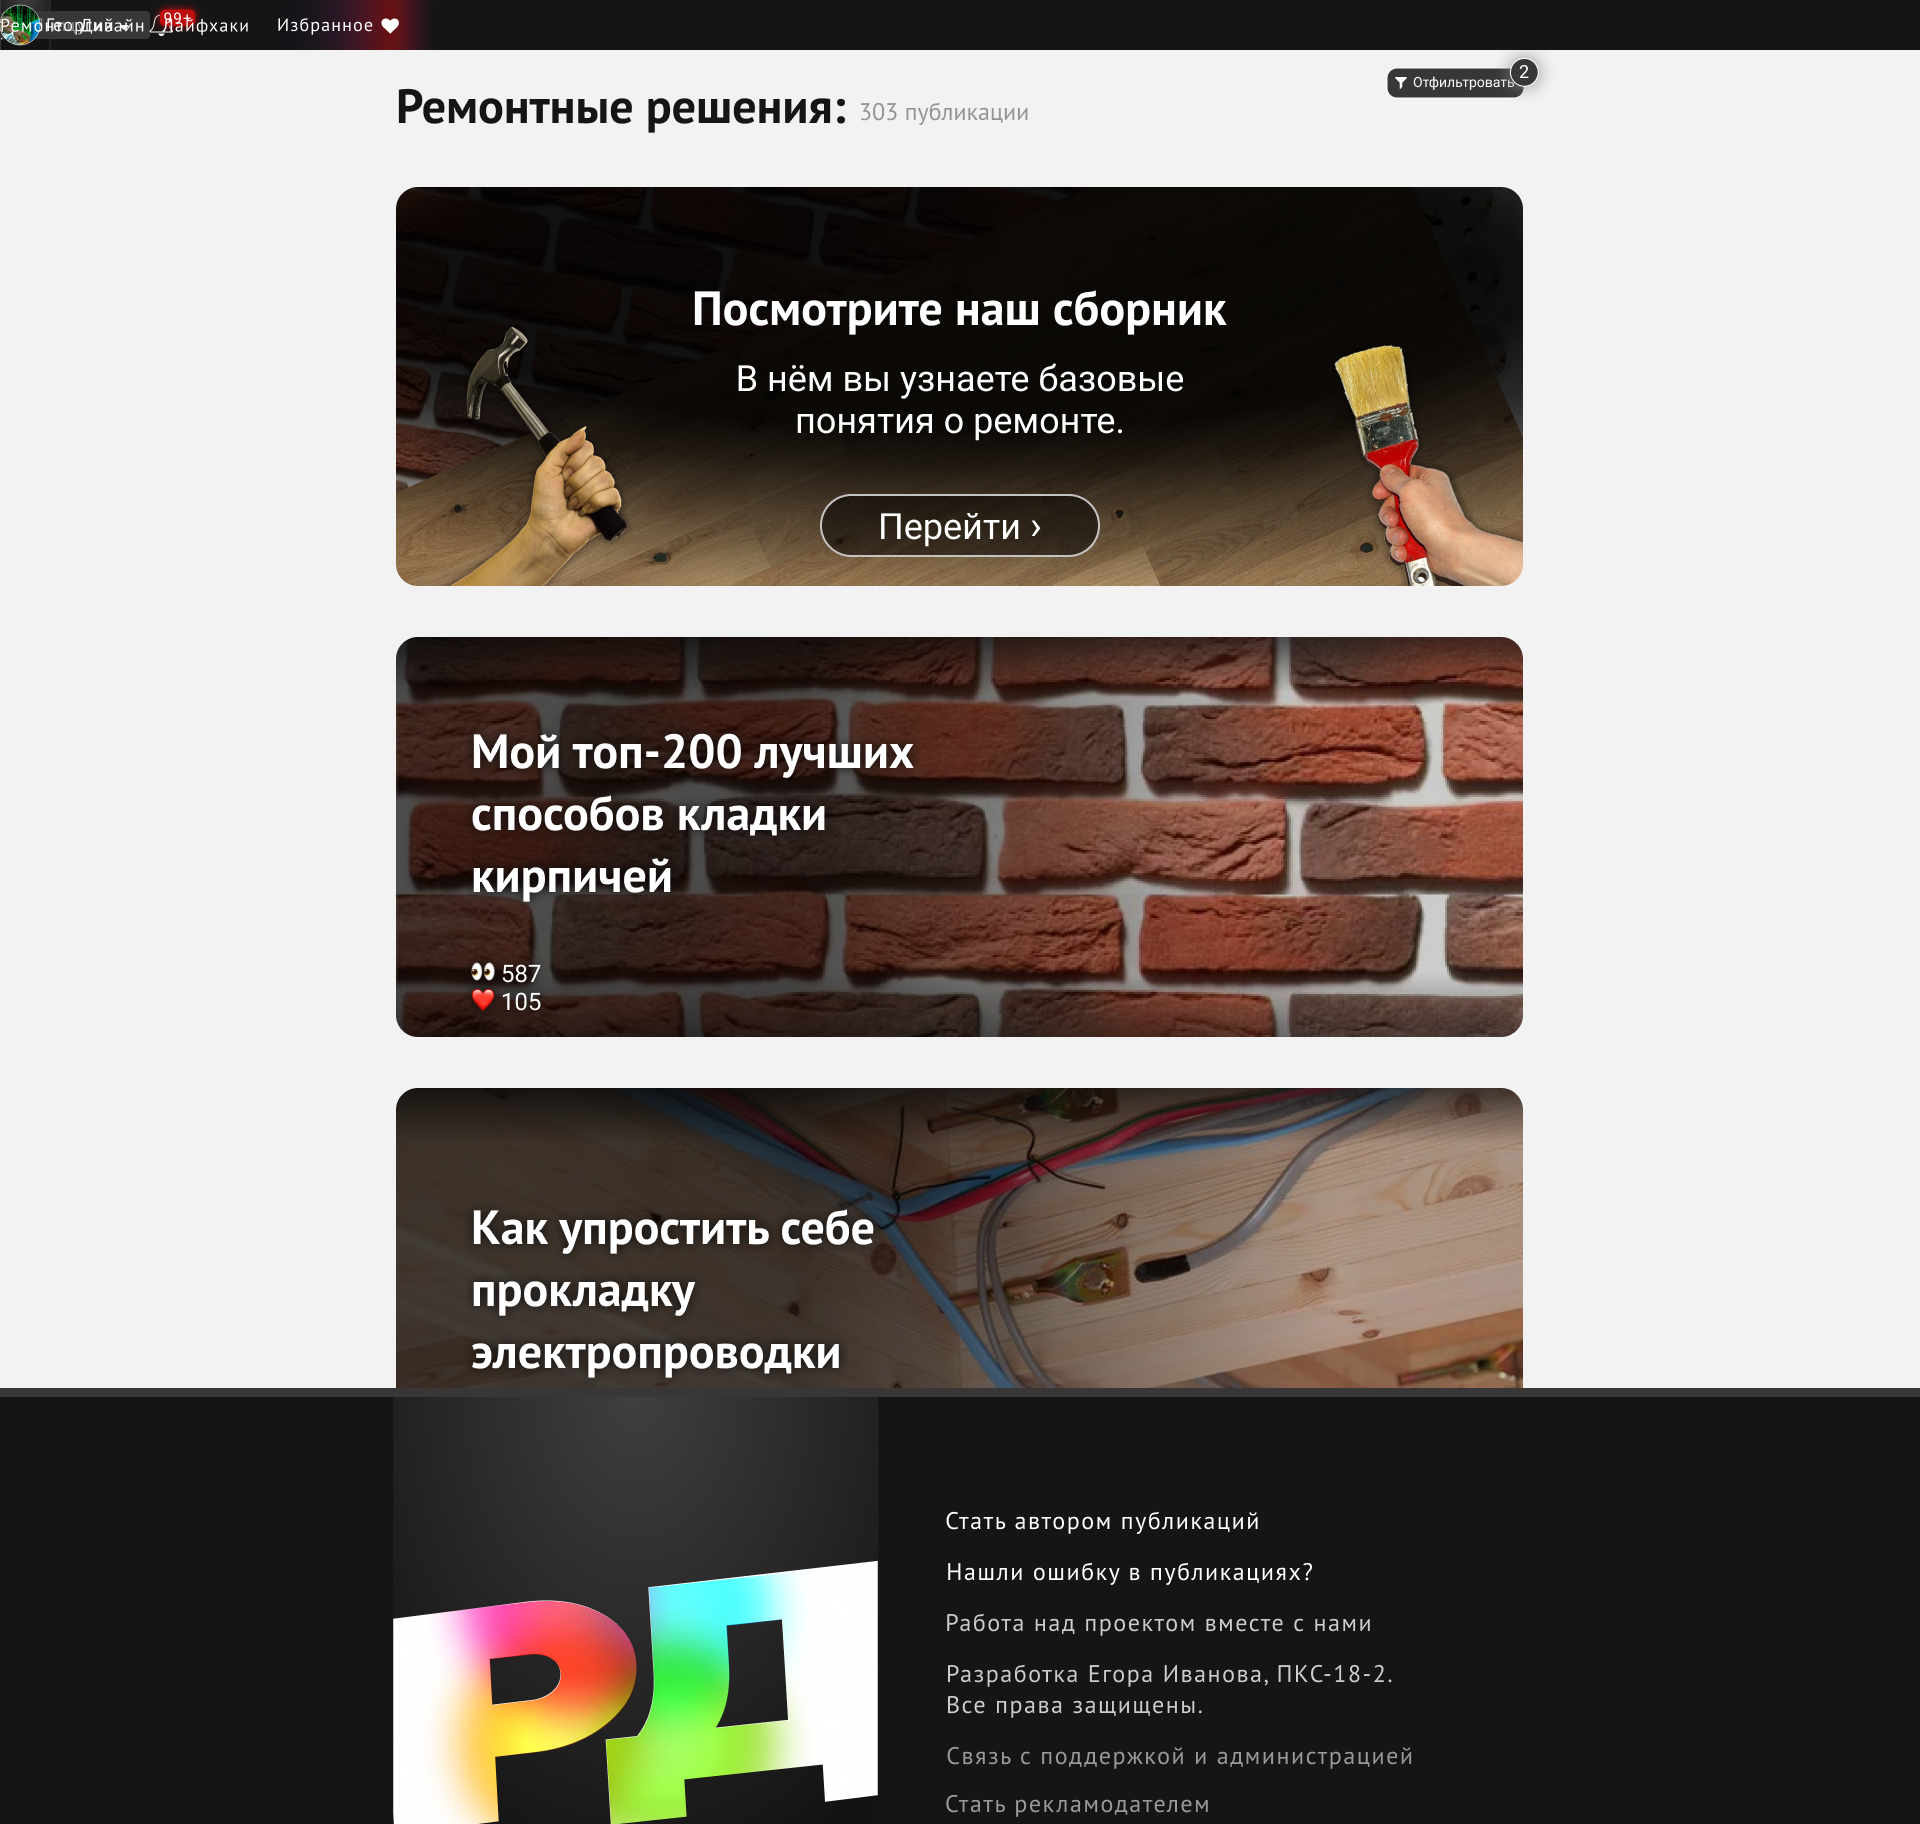 Ремонт Дизайн Лайфхаки Избранное
Георгий
99+
Отфильтровать 2
Ремонтные решения: 303 публикации
Посмотрите наш сборник
В нём вы узнаете базовые
понятия о ремонте.
Перейти ›
Мой топ-200 лучших
способов кладки
кирпичей
587
105
Как упростить себе
прокладку
электропроводки
РД
Стать автором публикаций
Нашли ошибку в публикациях?
Работа над проектом вместе с нами
Разработка Егора Иванова, ПКС-18-2.
Все права защищены.
Связь с поддержкой и администрацией
Стать рекламодателем